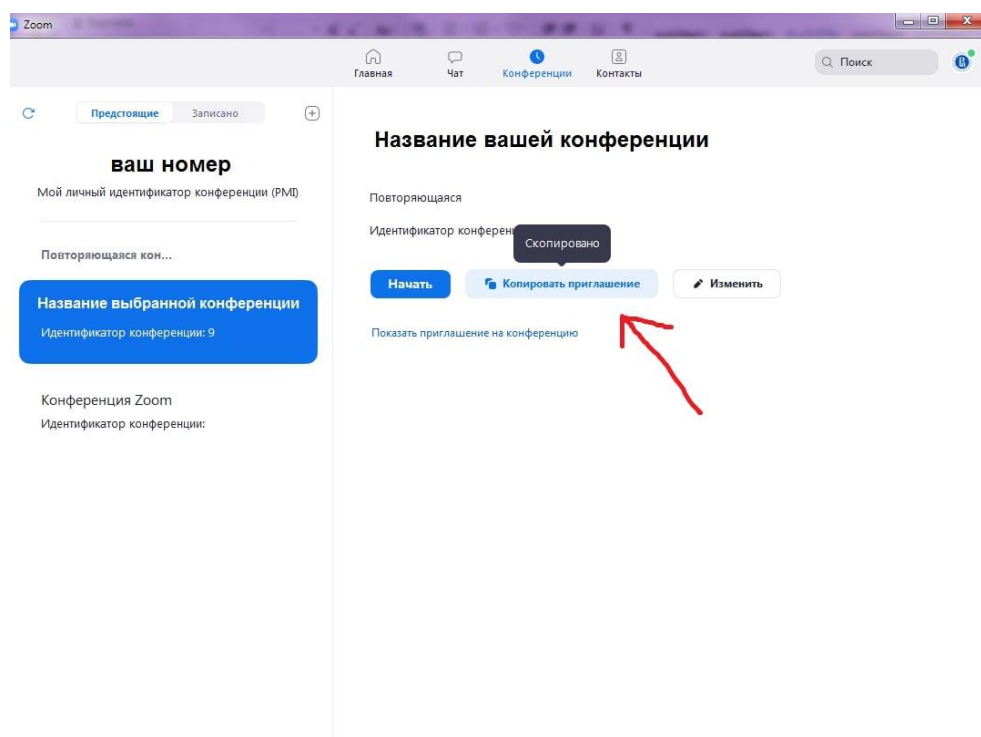 Zoom
Главная
Чат
Конференции
Контакты
Поиск
Предстоящие
Записано
ваш номер
Мой личный идентификатор конференции (PMI)
Повторяющаяся кон...
Название выбранной конференции
Идентификатор конференции: 9
Конференция Zoom
Идентификатор конференции:
Название вашей конференции
Повторяющаяся
Идентификатор конферен
Скопировано
Начать
Копировать приглашение
Изменить
Показать приглашение на конференцию